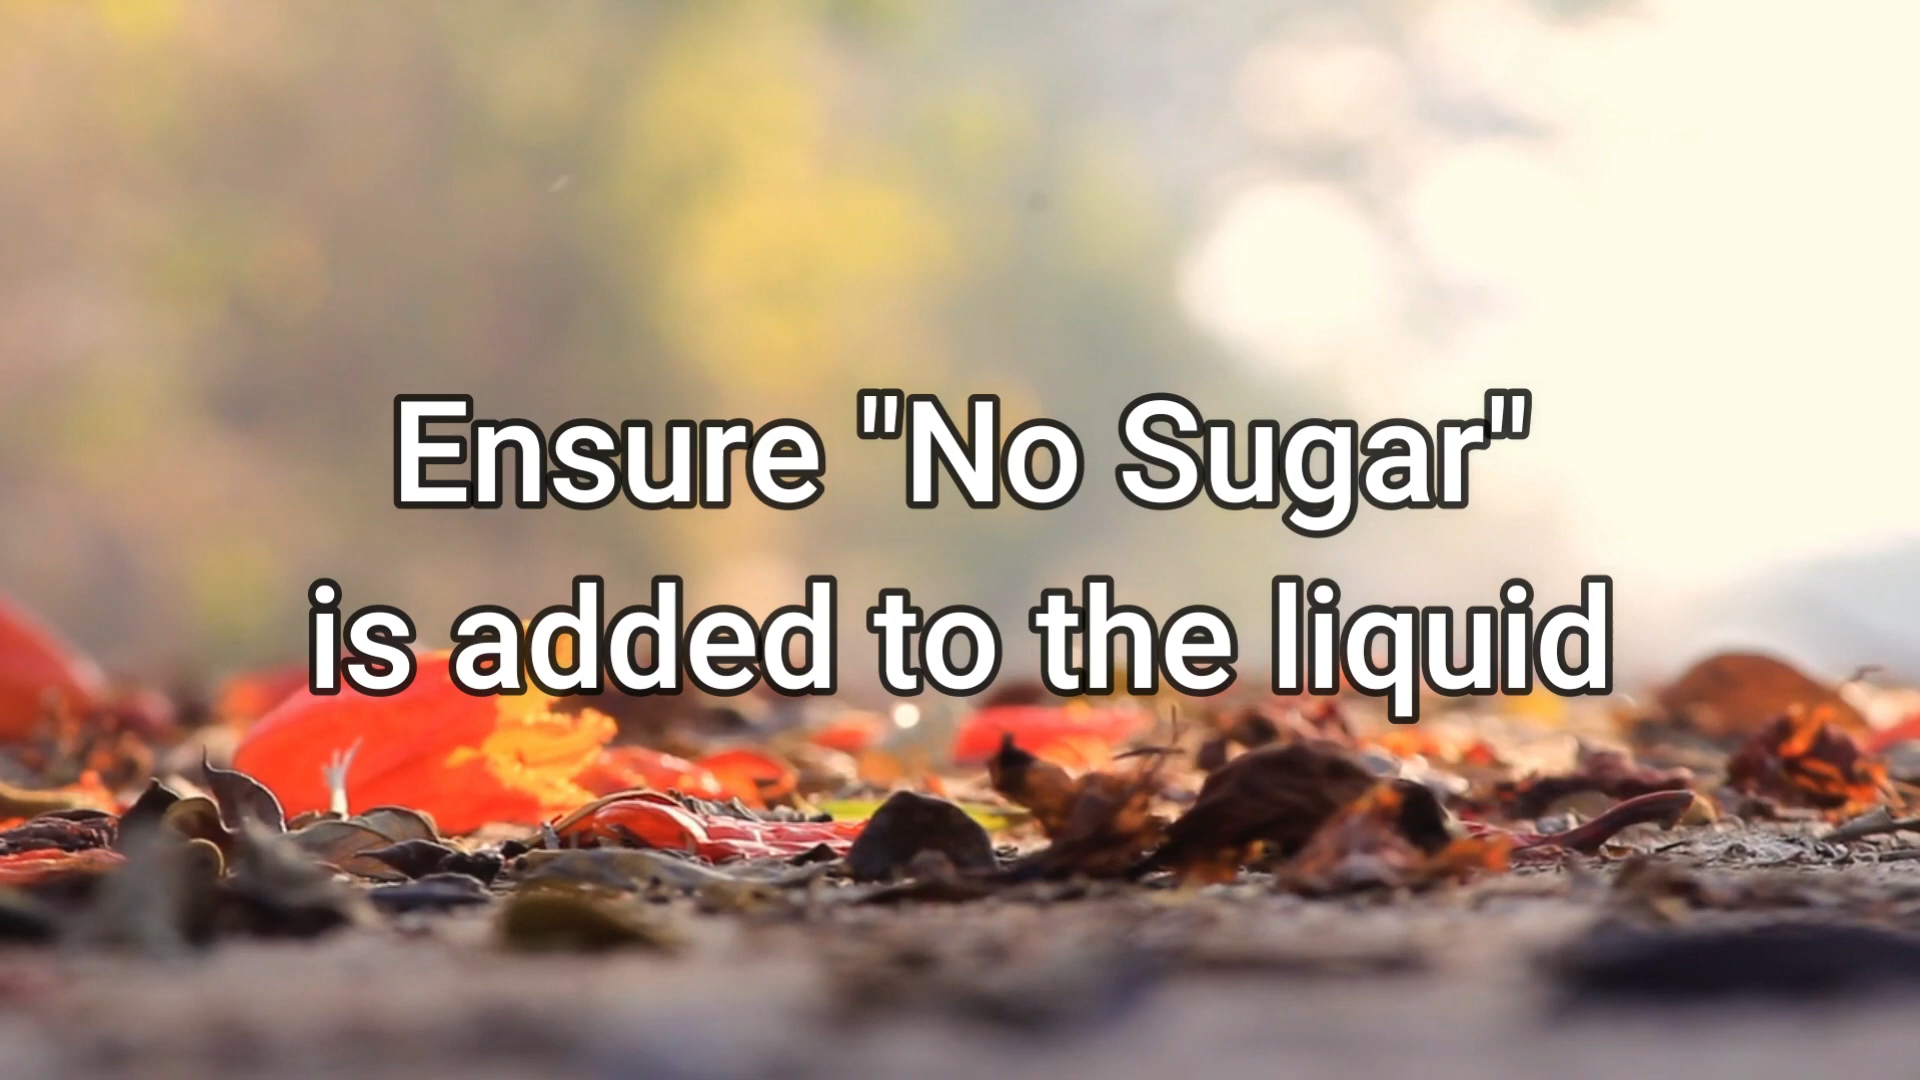 Ensure "No Sugar"
is added to the liquid